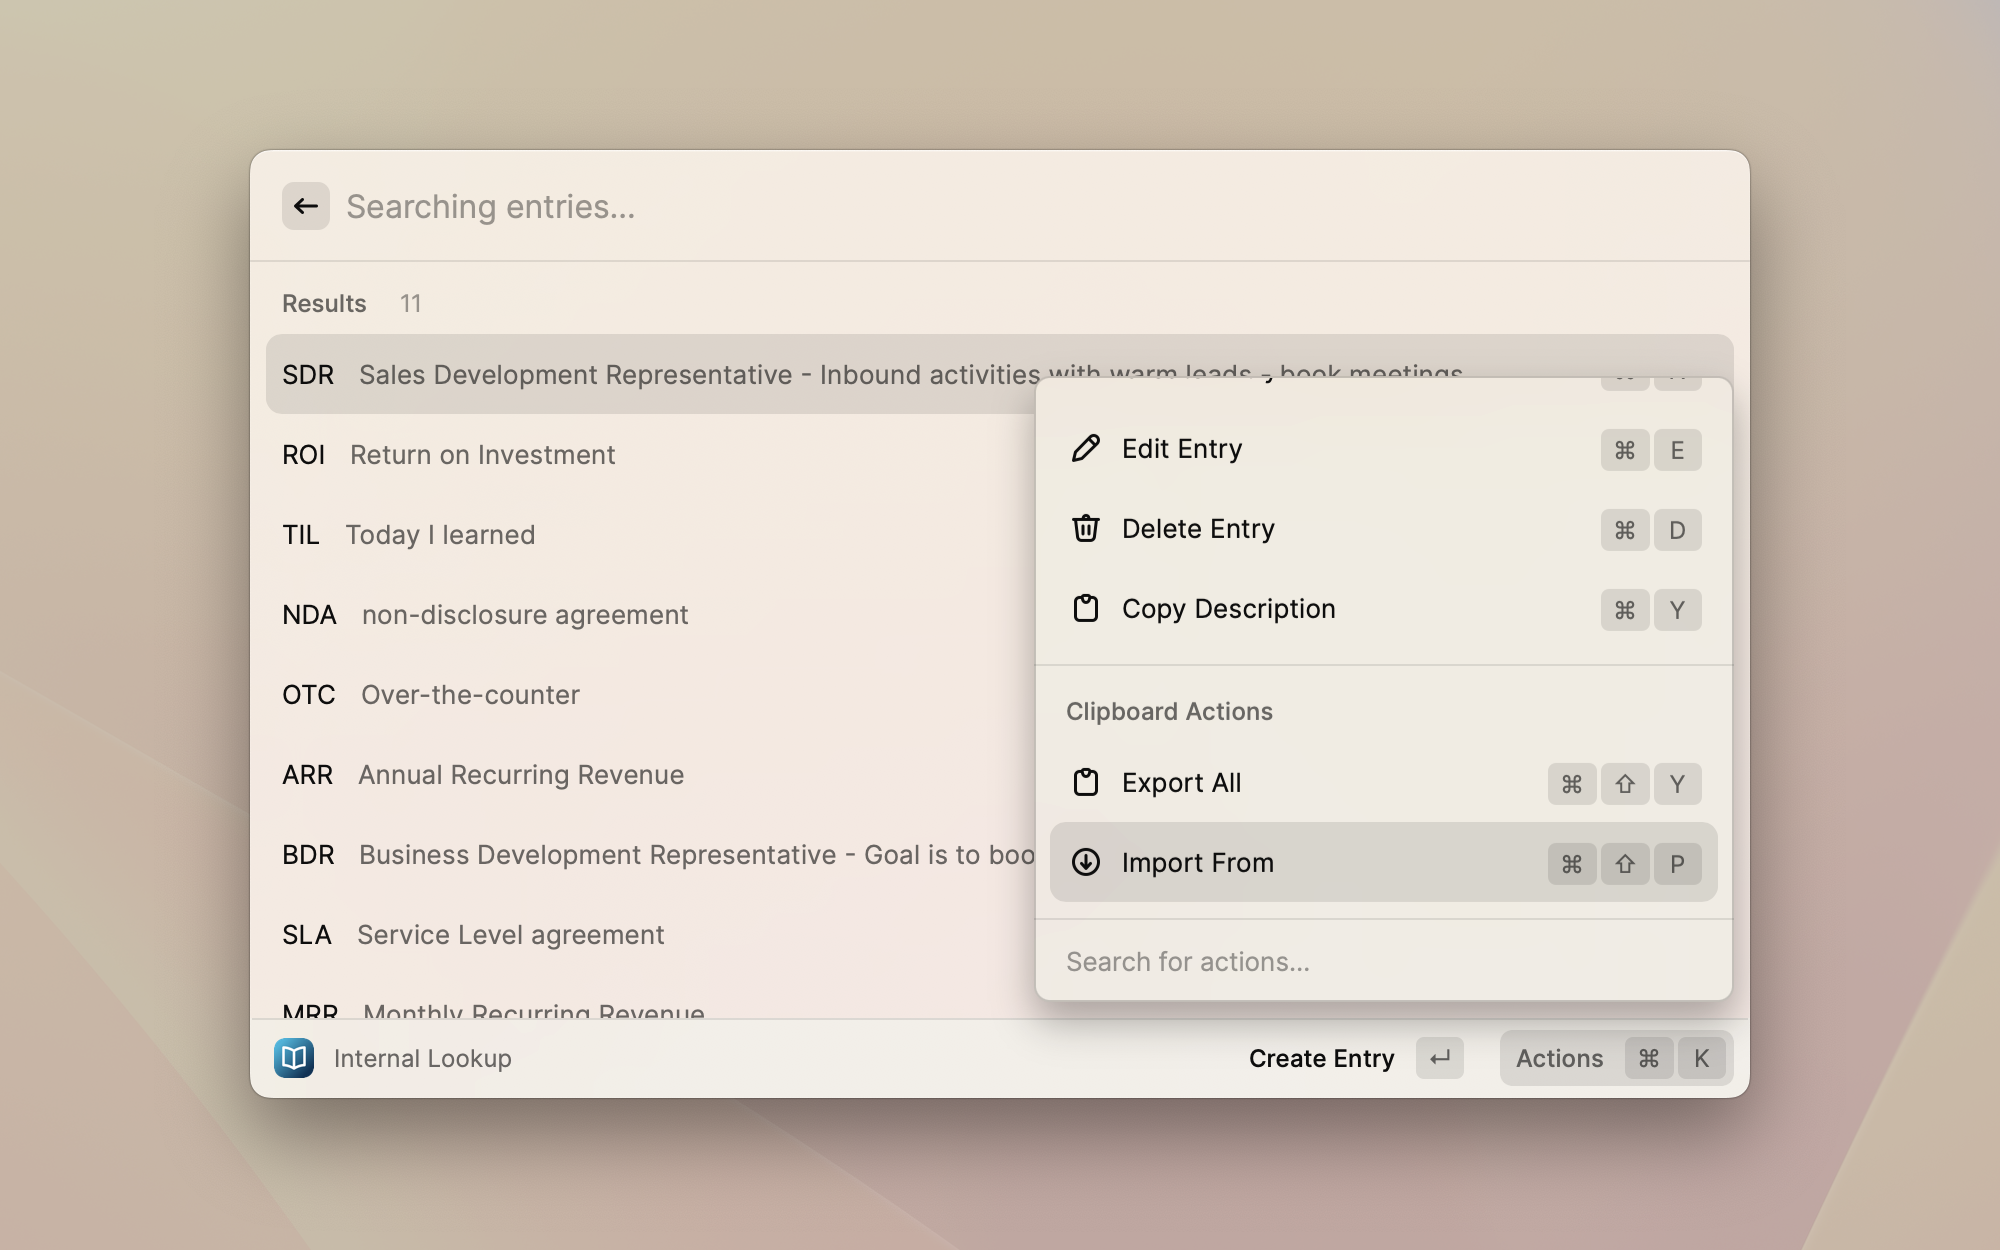 Searching entries...
Results 11
SDR Sales Development Representative - Inbound activities with warm leads - book meetings
ROI Return on Investment
TIL Today I learned
NDA non-disclosure agreement
OTC Over-the-counter
ARR Annual Recurring Revenue
BDR Business Development Representative - Goal is to boo
SLA Service Level agreement
MRR Monthly Recurring Revenue
Edit Entry ⌘ E
Delete Entry ⌘ D
Copy Description ⌘ Y
Clipboard Actions
Export All ⌘ ⇧ Y
Import From ⌘ ⇧ P
Search for actions...
Internal Lookup
Create Entry ↵
Actions ⌘ K